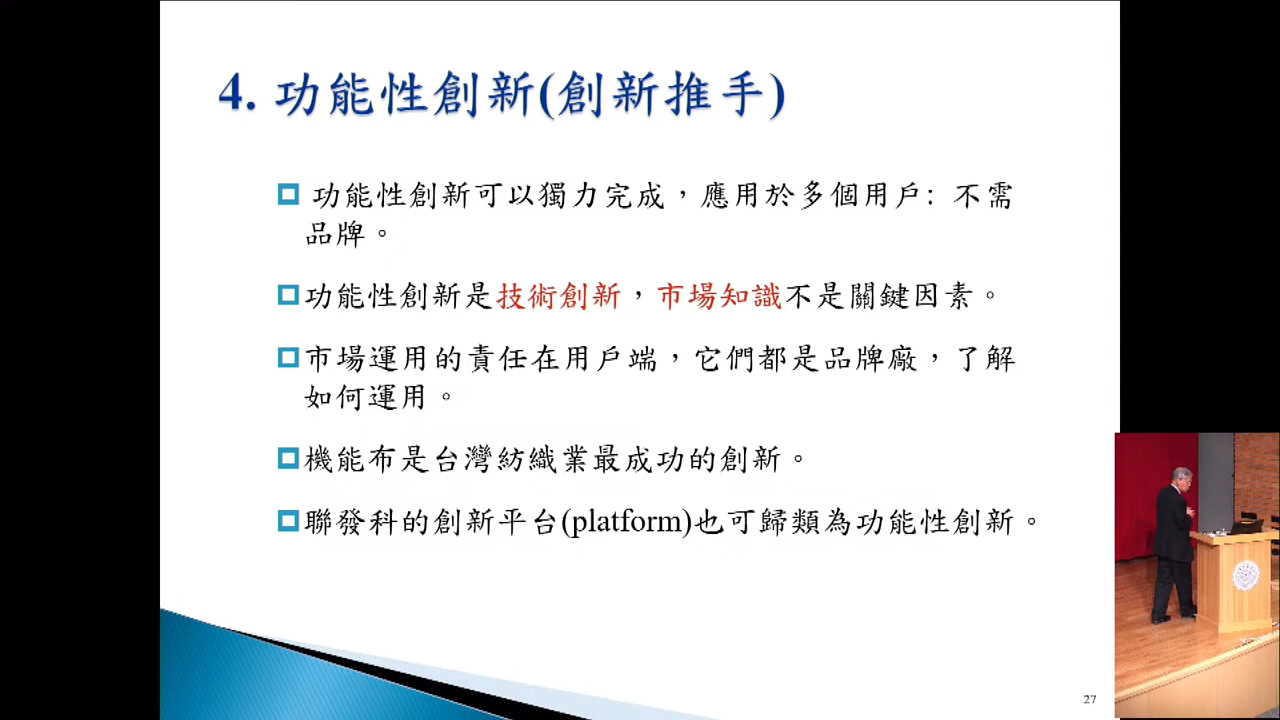 4. 功能性創新(創新推手)
功能性創新可以獨力完成，應用於多個用戶: 不需
品牌。
功能性創新是技術創新，市場知識不是關鍵因素。
市場運用的責任在用戶端，它們都是品牌廠，了解
如何運用。
機能布是台灣紡織業最成功的創新。
聯發科的創新平台(platform)也可歸類為功能性創新。
27